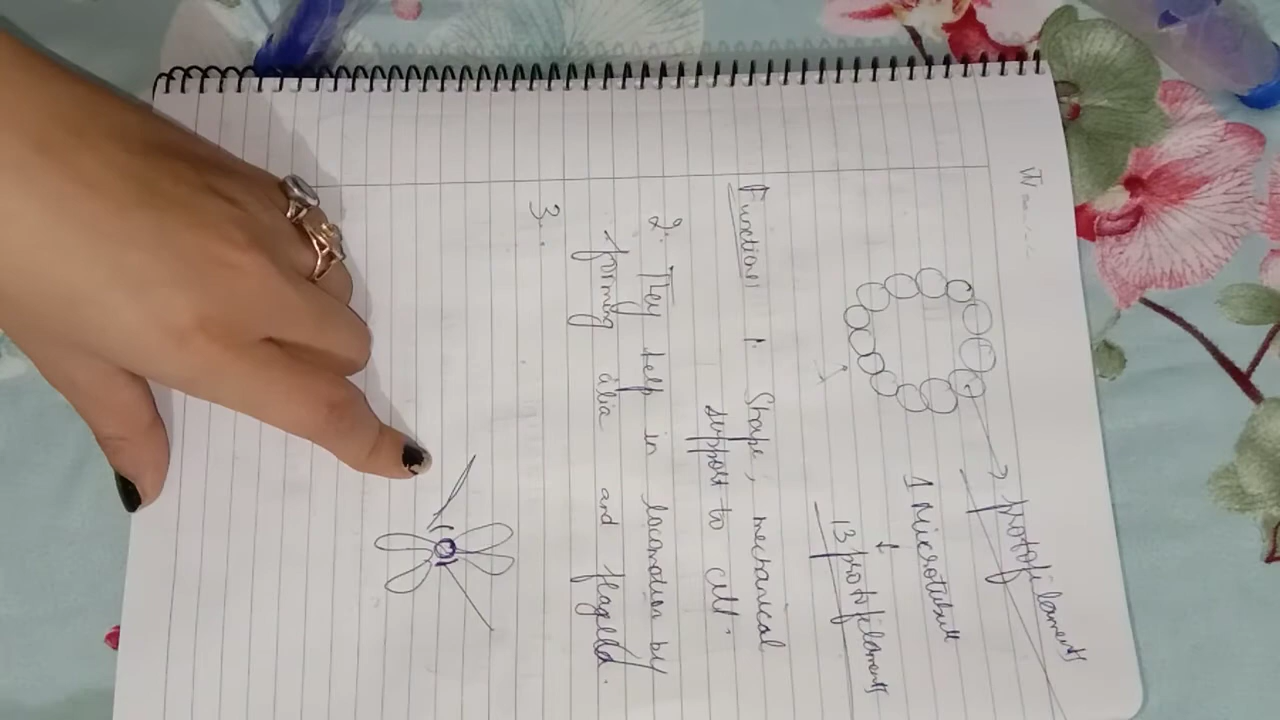 protofilaments
1 Microtubule
↓
13 protofilaments
Functions 1. Shape, mechanical
support to cell.
2. They help in locomotion by
forming cilia and flagella.
3.